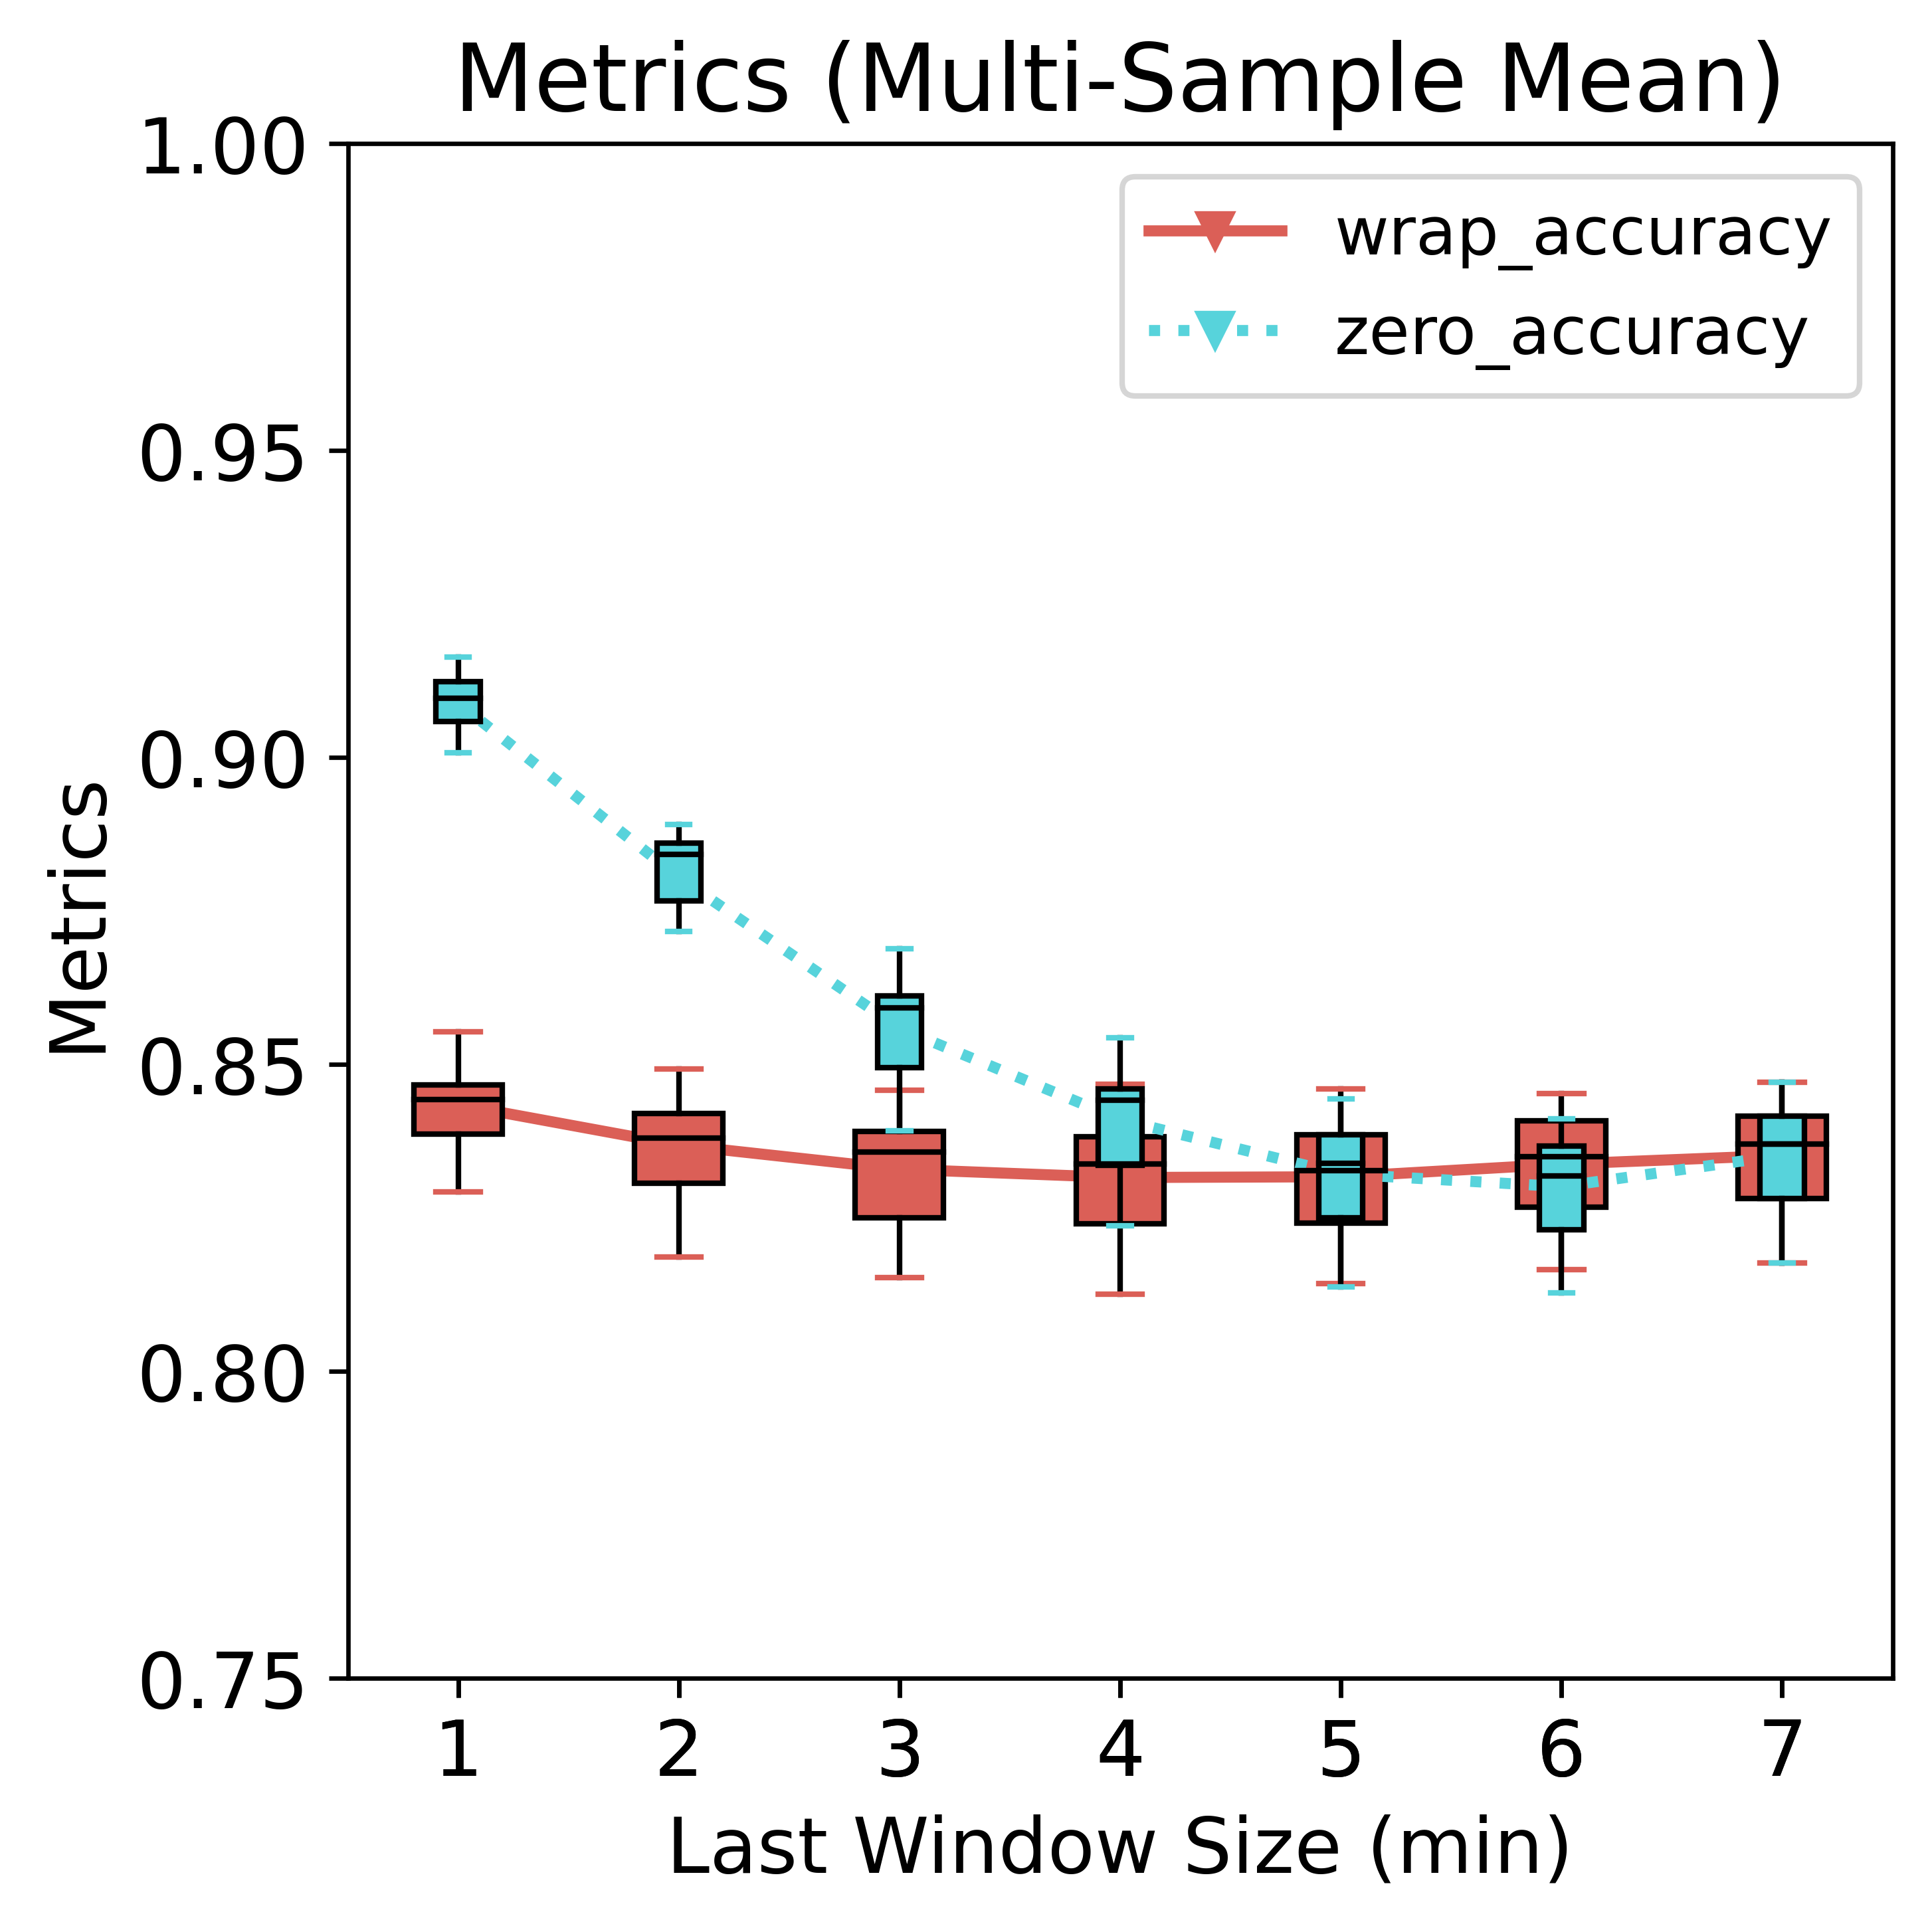 Metrics (Multi-Sample Mean)
wrap_accuracy
zero_accuracy
1.00
0.95
0.90
0.85
0.80
0.75
Metrics
1 2 3 4 5 6 7
Last Window Size (min)